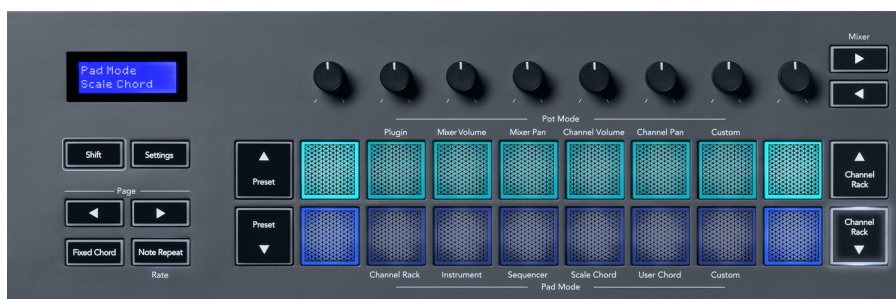 Mixer
Pad Mode
Scale Chord
Pot Mode
Plugin
Mixer Volume
Mixer Pan
Channel Volume
Channel Pan
Custom
Shift
Settings
Preset
Channel
Rack
Page
Preset
Channel
Rack
Fixed Chord
Note Repeat
Rate
Channel Rack
Instrument
Sequencer
Scale Chord
User Chord
Custom
Pad Mode